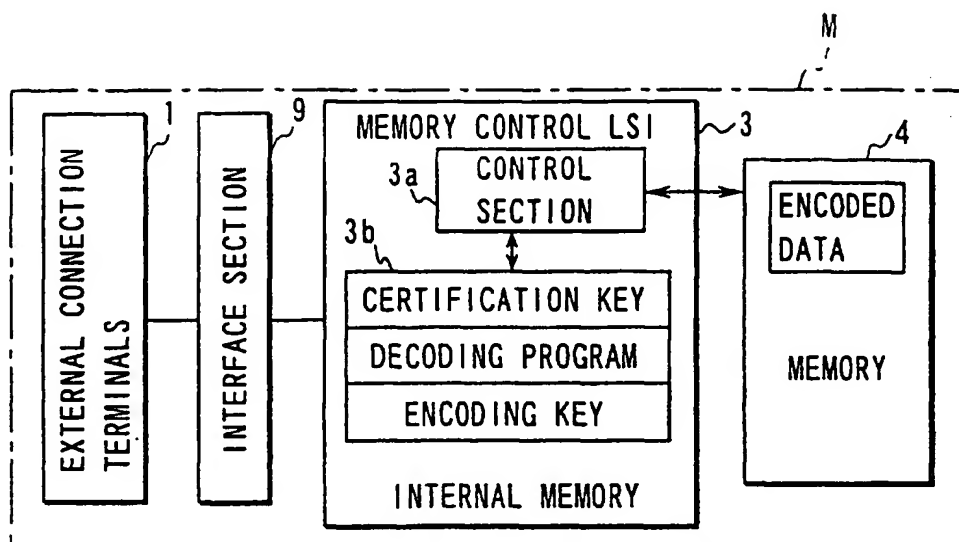 M
1
EXTERNAL CONNECTION
TERMINALS
9
INTERFACE SECTION
MEMORY CONTROL LSI
3
3a
CONTROL
SECTION
3b
CERTIFICATION KEY
DECODING PROGRAM
ENCODING KEY
INTERNAL MEMORY
4
ENCODED
DATA
MEMORY